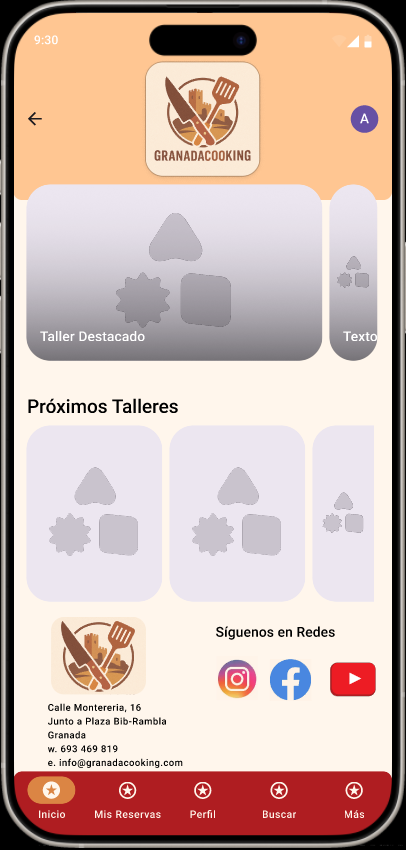 9:30
GRANADACOOKING
A
Taller Destacado
Texto
Próximos Talleres
Síguenos en Redes
Calle Montereria, 16
Junto a Plaza Bib-Rambla
Granada
w. 693 469 819
e. info@granadacooking.com
Inicio
Mis Reservas
Perfil
Buscar
Más